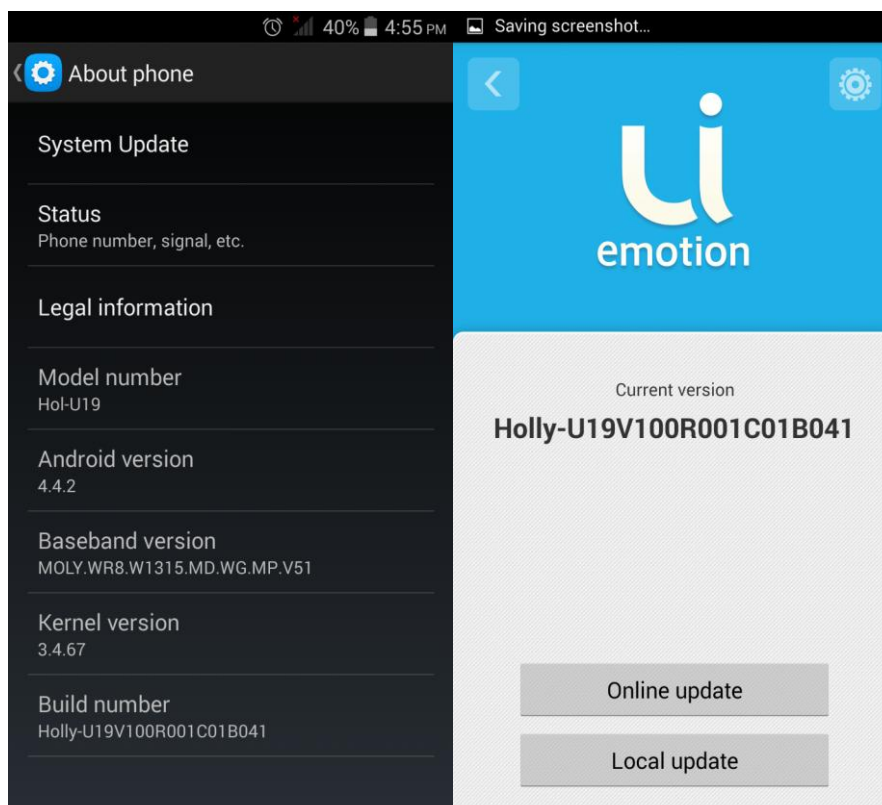 40% 4:55 PM
About phone
System Update
Status
Phone number, signal, etc.
Legal information
Model number
Hol-U19
Android version
4.4.2
Baseband version
MOLY.WR8.W1315.MD.WG.MP.V51
Kernel version
3.4.67
Build number
Holly-U19V100R001C01B041
Saving screenshot...
ui
emotion
Current version
Holly-U19V100R001C01B041
Online update
Local update